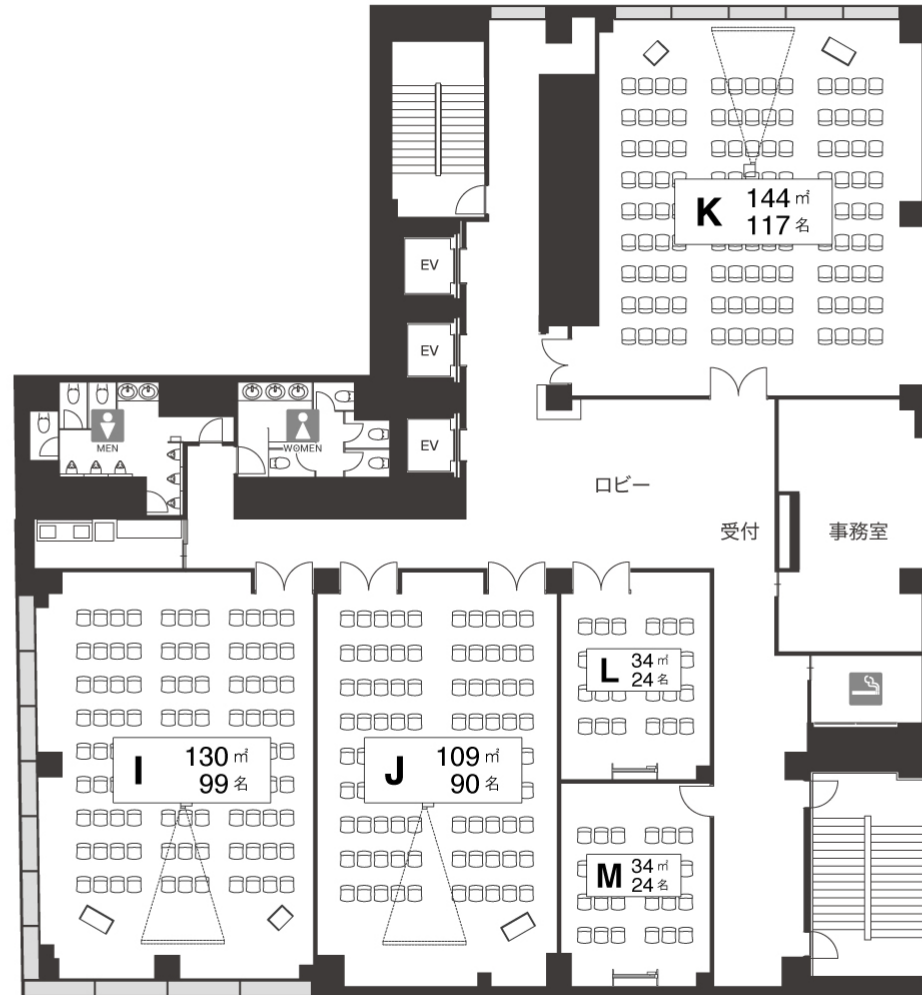 K 144㎡
117名
EV
EV
EV
MEN
WOMEN
ロビー
受付
事務室
I 130㎡
99名
J 109㎡
90名
L 34㎡
24名
M 34㎡
24名